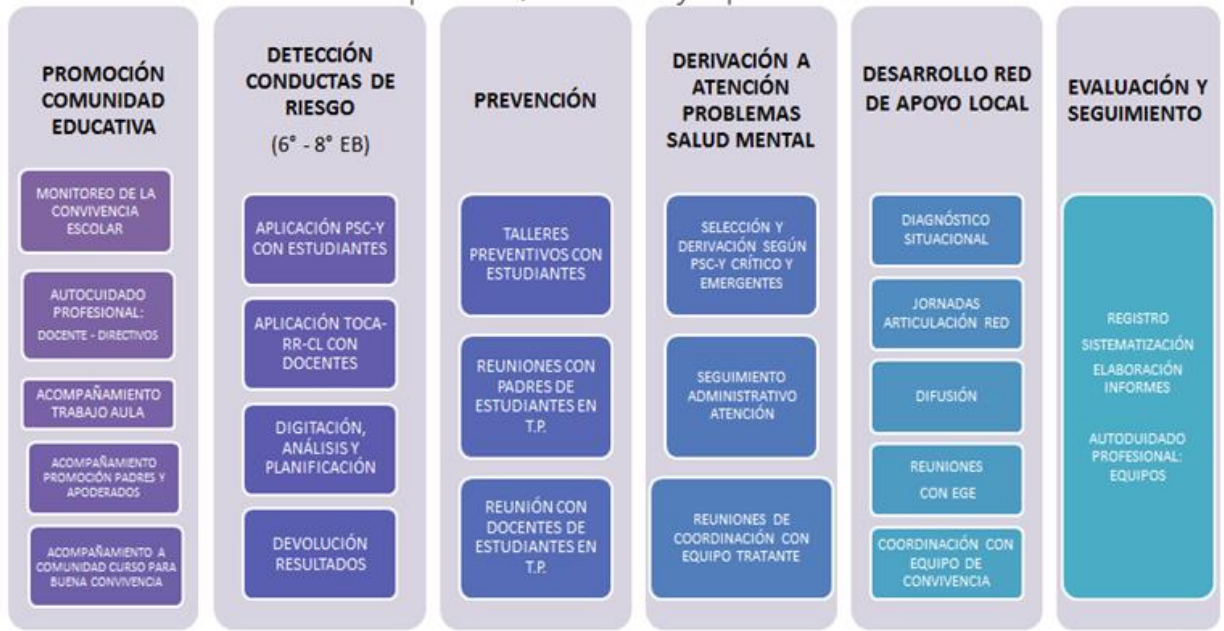 PROMOCIÓN
COMUNIDAD
EDUCATIVA
MONITOREO DE LA
CONVIVENCIA
ESCOLAR
AUTOCUIDADO
PROFESIONAL:
DOCENTE - DIRECTIVOS
ACOMPAÑAMIENTO
TRABAJO AULA
ACOMPAÑAMIENTO
PROMOCIÓN PADRES Y
APODERADOS
ACOMPAÑAMIENTO A
COMUNIDAD CURSO PARA
BUENA CONVIVENCIA
DETECCIÓN
CONDUCTAS DE
RIESGO
(6° - 8° EB)
APLICACIÓN PSC-Y
CON ESTUDIANTES
APLICACIÓN TOCA-
RR-CL CON
DOCENTES
DIGITACIÓN,
ANÁLISIS Y
PLANIFICACIÓN
DEVOLUCIÓN
RESULTADOS
PREVENCIÓN
TALLERES
PREVENTIVOS CON
ESTUDIANTES
REUNIONES CON
PADRES DE
ESTUDIANTES EN
T.P.
REUNIÓN CON
DOCENTES DE
ESTUDIANTES EN
T.P.
DERIVACIÓN A
ATENCIÓN
PROBLEMAS
SALUD MENTAL
SELECCIÓN Y
DERIVACIÓN SEGÚN
PSC-Y CRÍTICO Y
EMERGENTES
SEGUIMIENTO
ADMINISTRATIVO
ATENCIÓN
REUNIONES DE
COORDINACIÓN CON
EQUIPO TRATANTE
DESARROLLO RED
DE APOYO LOCAL
DIAGNÓSTICO
SITUACIONAL
JORNADAS
ARTICULACIÓN RED
DIFUSIÓN
REUNIONES
CON EGE
COORDINACIÓN CON
EQUIPO DE
CONVIVENCIA
EVALUACIÓN Y
SEGUIMIENTO
REGISTRO
SISTEMATIZACIÓN
ELABORACIÓN
INFORMES
AUTODUIDADO
PROFESIONAL:
EQUIPOS